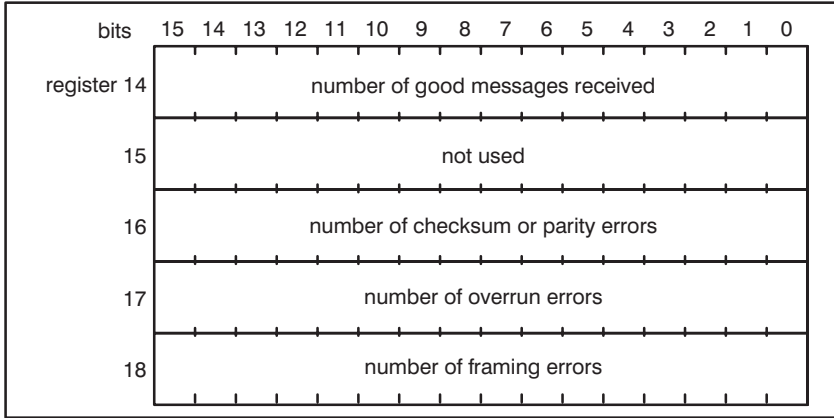 bits 15 14 13 12 11 10 9 8 7 6 5 4 3 2 1 0
register 14 number of good messages received
15 not used
16 number of checksum or parity errors
17 number of overrun errors
18 number of framing errors